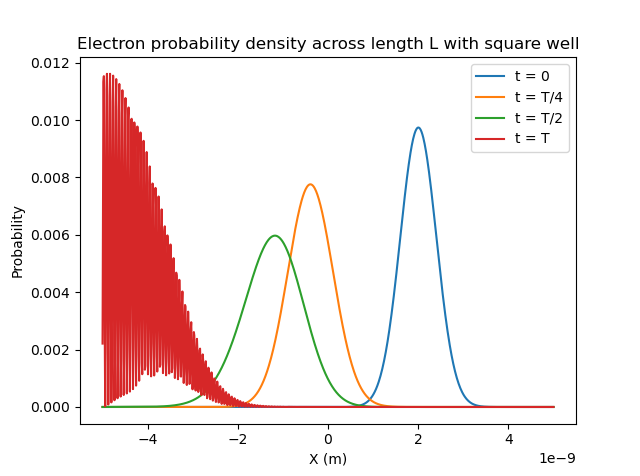 Electron probability density across length L with square well
0.012
0.010
0.008
0.006
0.004
0.002
0.000
Probability
t = 0
t = T/4
t = T/2
t = T
−4
−2
0
2
4
1e−9
X (m)